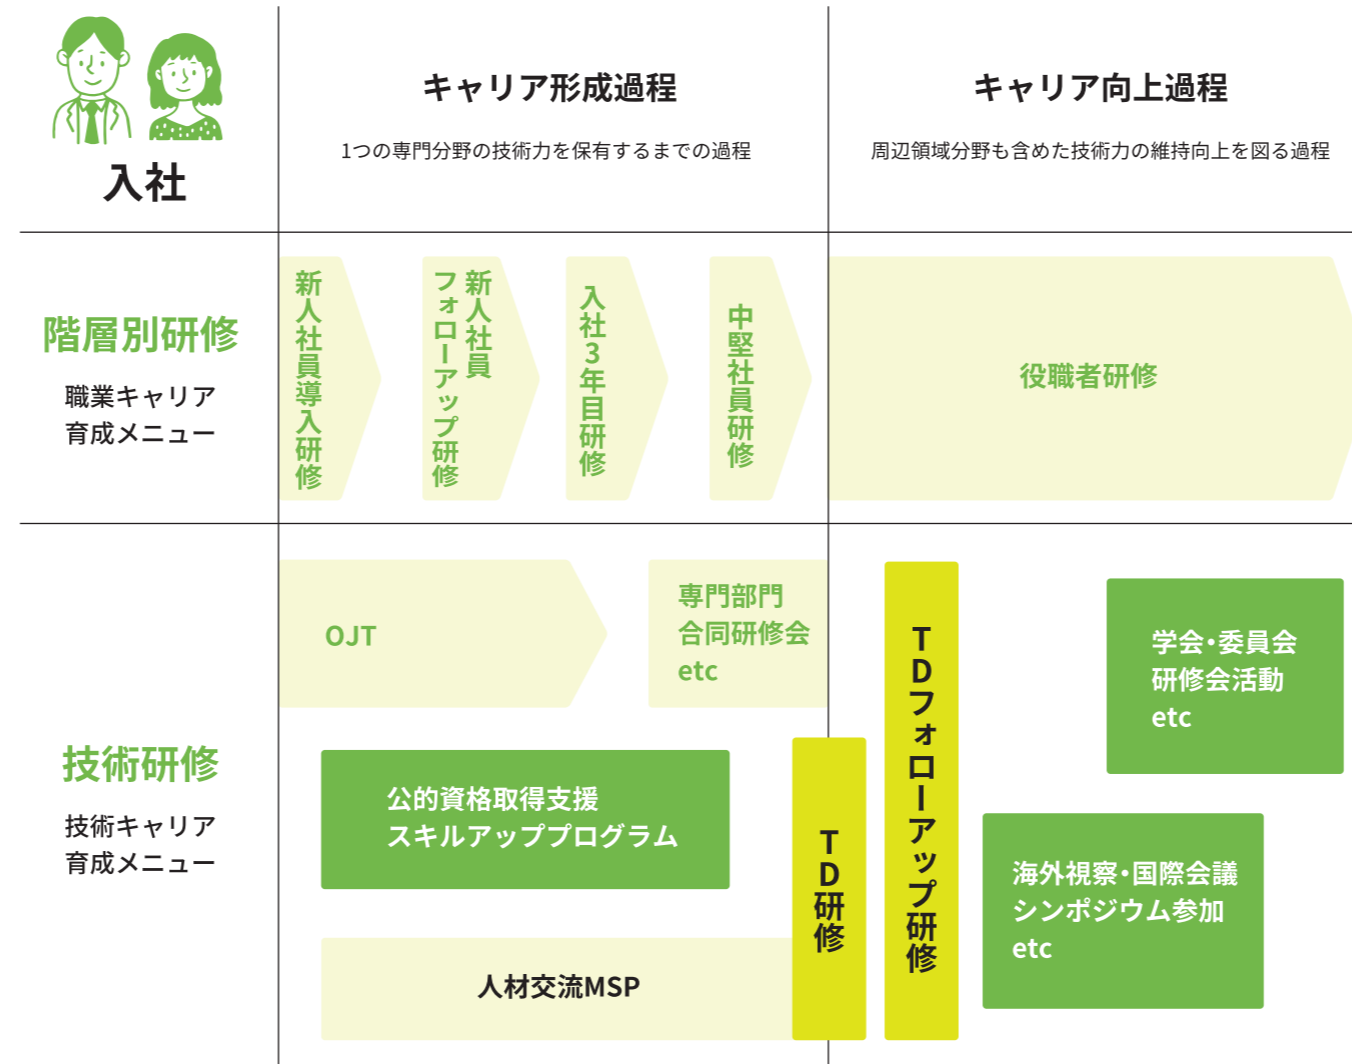 入社
キャリア形成過程
1つの専門分野の技術力を保有するまでの過程
キャリア向上過程
周辺領域分野も含めた技術力の維持向上を図る過程
階層別研修
職業キャリア
育成メニュー
新人社員導入研修
新人社員
フォローアップ研修
入社3年目研修
中堅社員研修
役職者研修
技術研修
技術キャリア
育成メニュー
OJT
専門部門
合同研修会
etc
公的資格取得支援
スキルアッププログラム
人材交流MSP
TD研修
TDフォローアップ研修
学会・委員会
研修会活動
etc
海外視察・国際会議
シンポジウム参加
etc